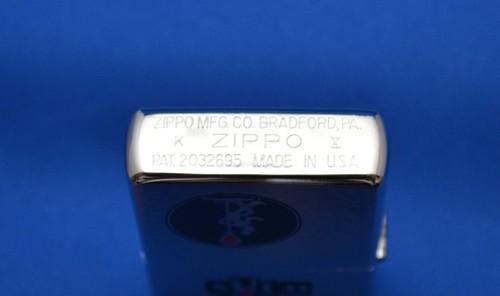 ZIPPO MFG. CO. BRADFORD, PA.
K ZIPPO X
PAT. 2032695 MADE IN U.S.A.